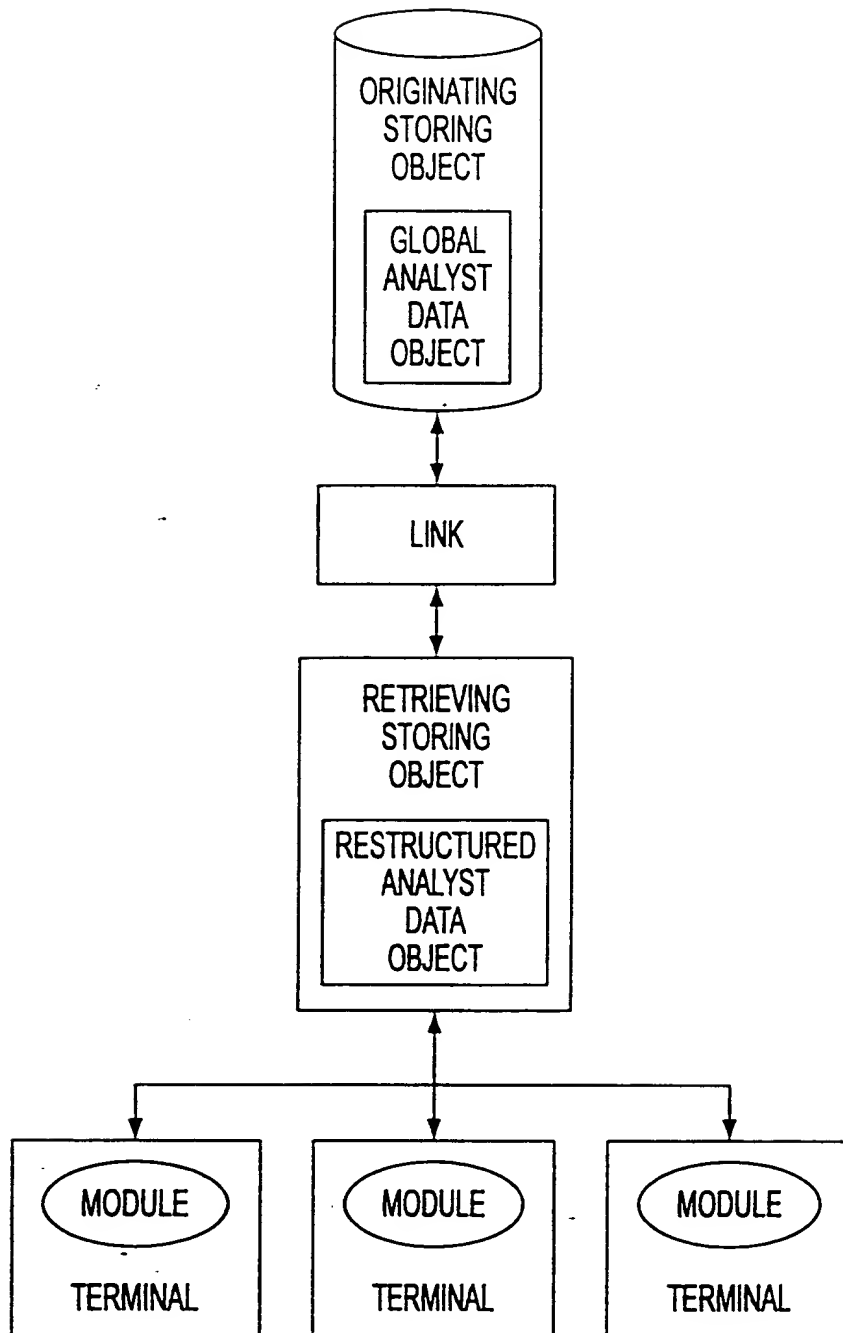 ORIGINATING
STORING
OBJECT
GLOBAL
ANALYST
DATA
OBJECT
LINK
RETRIEVING
STORING
OBJECT
RESTRUCTURED
ANALYST
DATA
OBJECT
MODULE
TERMINAL
MODULE
TERMINAL
MODULE
TERMINAL